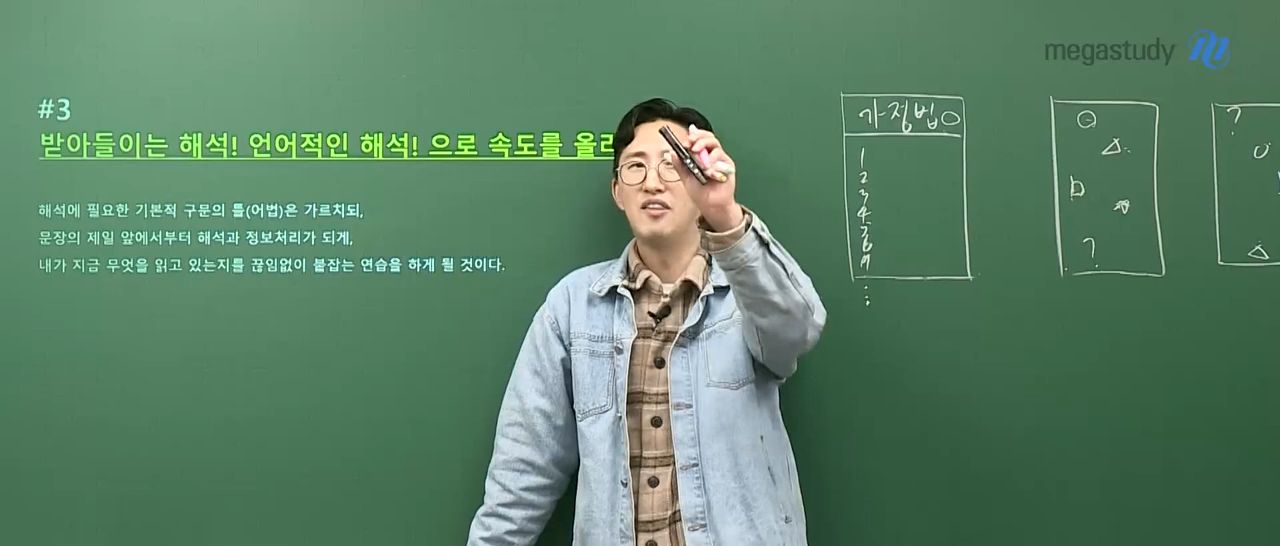 megastudy
#3
받아들이는 해석! 언어적인 해석! 으로 속도를
해석에 필요한 기본적 구문의 틀(어법)은 가르치되,
문장의 제일 앞에서부터 해석과 정보처리가 되게,
내가 지금 무엇을 읽고 있는지를 끊임없이 붙잡는 연습을 하게 될 것이다.
가정법○
1
2
3
4
5
6
7
?
?